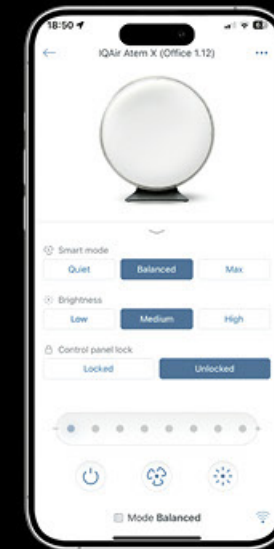 18:50
IQAir Atem X (Office 1.12)
Smart mode
Quiet Balanced Max
Brightness
Low Medium High
Control panel lock
Locked Unlocked
Mode Balanced